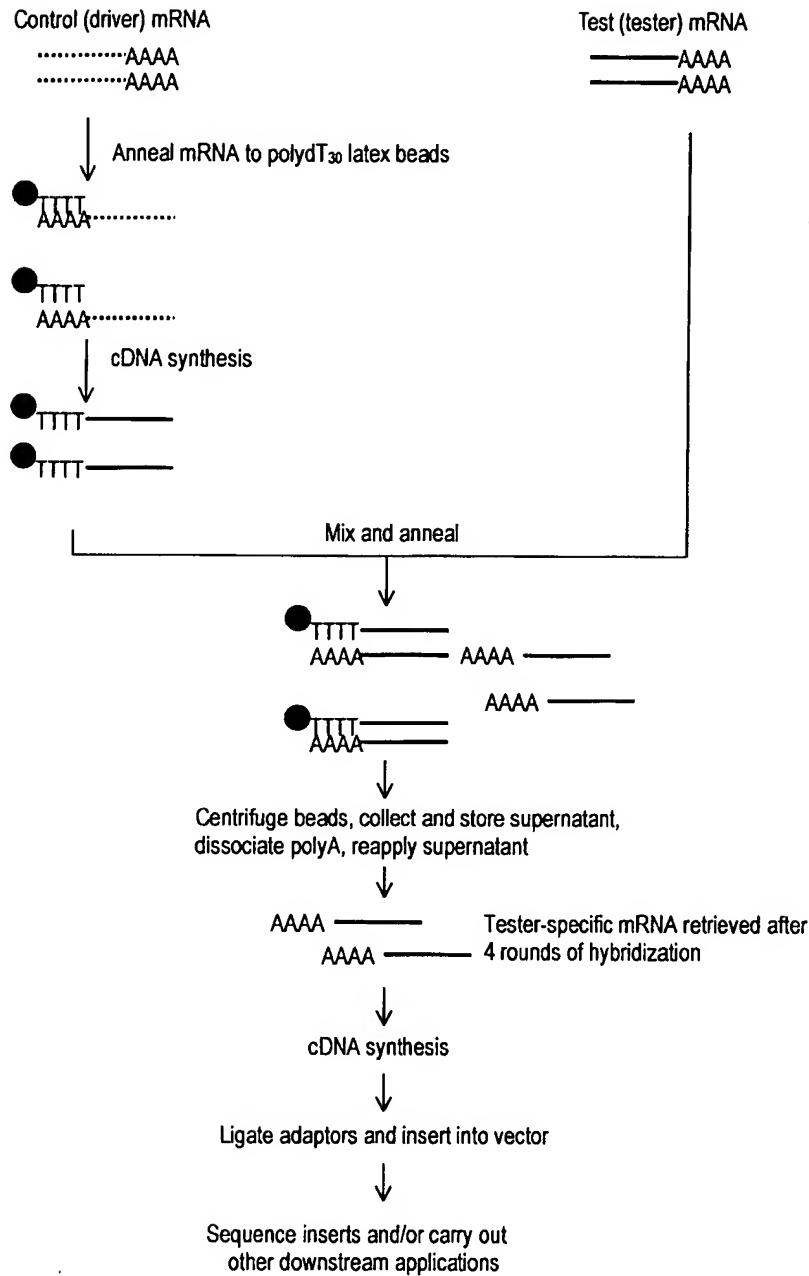 Control (driver) mRNA
Test (tester) mRNA
AAAA
AAAA
AAAA
AAAA
Anneal mRNA to polydT₃₀ latex beads
TTTT
AAAA
TTTT
AAAA
cDNA synthesis
TTTT
TTTT
Mix and anneal
TTTT
AAAA AAAA
AAAA
TTTT
AAAA
Centrifuge beads, collect and store supernatant,
dissociate polyA, reapply supernatant
AAAA
AAAA
Tester-specific mRNA retrieved after
4 rounds of hybridization
cDNA synthesis
Ligate adaptors and insert into vector
Sequence inserts and/or carry out
other downstream applications